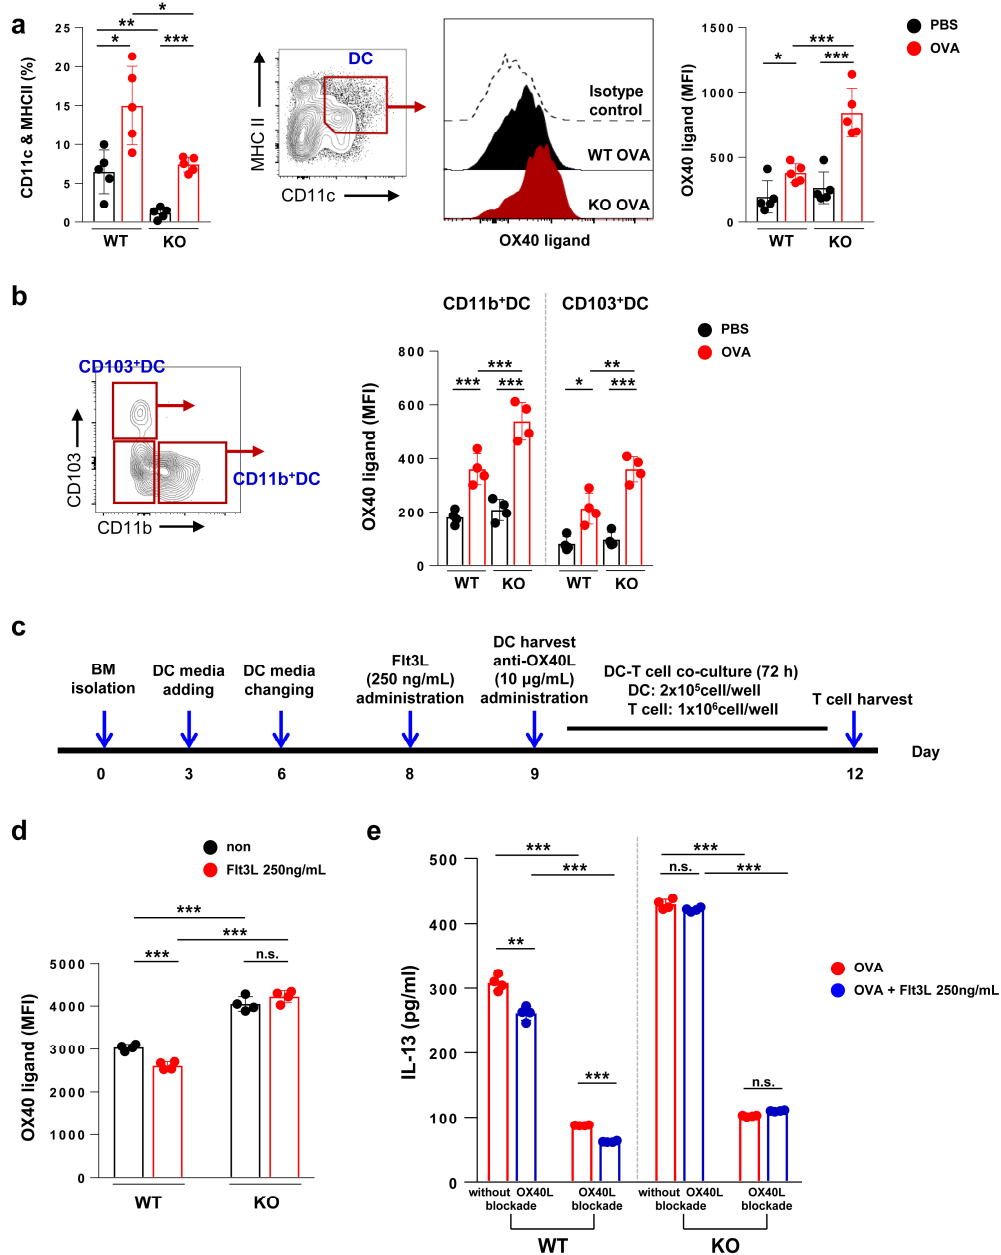 a
CD11c & MHCII (%)
25
20
15
10
5
0
*
**
*
***
WT
KO
DC
MHC II
CD11c
Isotype
control
WT OVA
KO OVA
OX40 ligand
OX40 ligand (MFI)
1500
1000
500
0
***
*
***
WT
KO
PBS
OVA
b
CD103+DC
CD103
CD11b+DC
CD11b
CD11b+DC
CD103+DC
OX40 ligand (MFI)
800
600
400
200
0
***
***
***
**
*
***
WT
KO
WT
KO
PBS
OVA
c
BM
isolation
DC media
adding
DC media
changing
Flt3L
(250 ng/mL)
administration
DC harvest
anti-OX40L
(10 μg/mL)
administration
DC-T cell co-culture (72 h)
DC: 2x10⁵cell/well
T cell: 1x10⁶cell/well
T cell harvest
Day
0
3
6
8
9
12
d
non
Flt3L 250ng/mL
OX40 ligand (MFI)
5000
4000
3000
2000
1000
0
***
***
***
n.s.
WT
KO
e
IL-13 (pg/ml)
500
400
300
200
100
0
***
***
**
***
***
n.s.
***
n.s.
OVA
OVA + Flt3L 250ng/mL
without OX40L
blockade
OX40L
blockade
without OX40L
blockade
OX40L
blockade
WT
KO